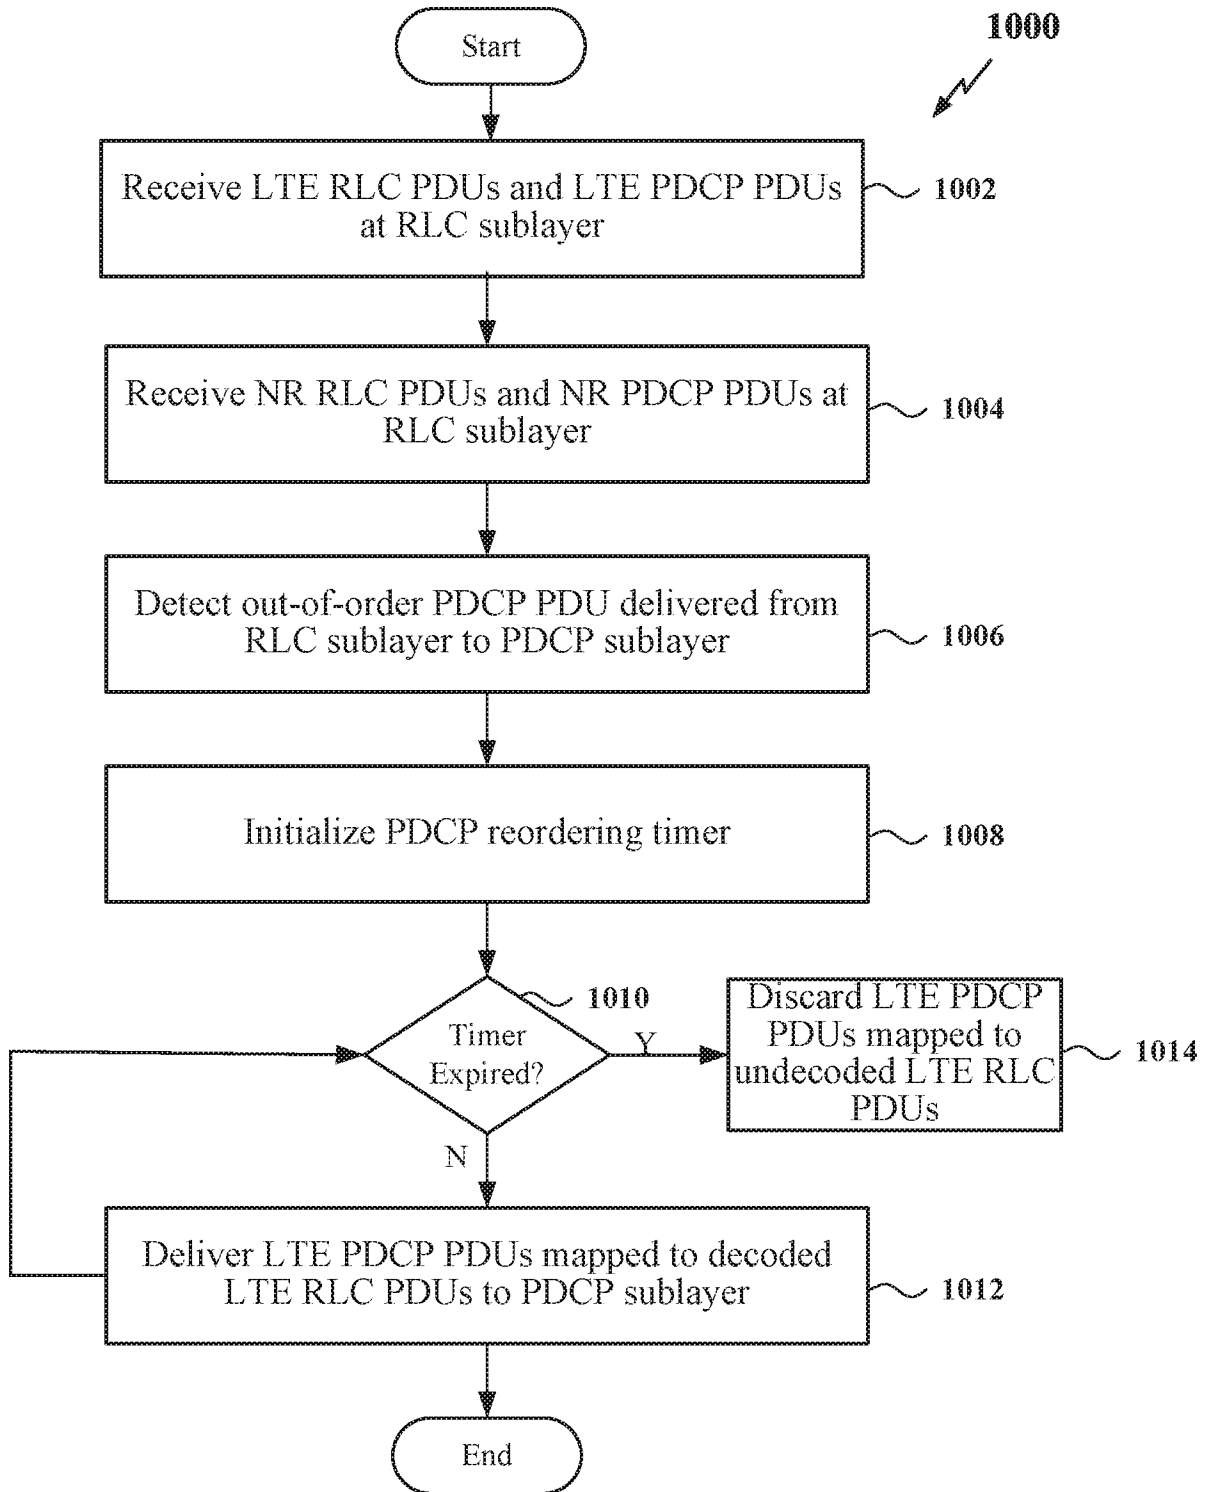 1000
Start
Receive LTE RLC PDUs and LTE PDCP PDUs
at RLC sublayer
1002
Receive NR RLC PDUs and NR PDCP PDUs at
RLC sublayer
1004
Detect out-of-order PDCP PDU delivered from
RLC sublayer to PDCP sublayer
1006
Initialize PDCP reordering timer
1008
1010
Timer
Expired?
Y
Discard LTE PDCP
PDUs mapped to
undecoded LTE RLC
PDUs
1014
N
Deliver LTE PDCP PDUs mapped to decoded
LTE RLC PDUs to PDCP sublayer
1012
End